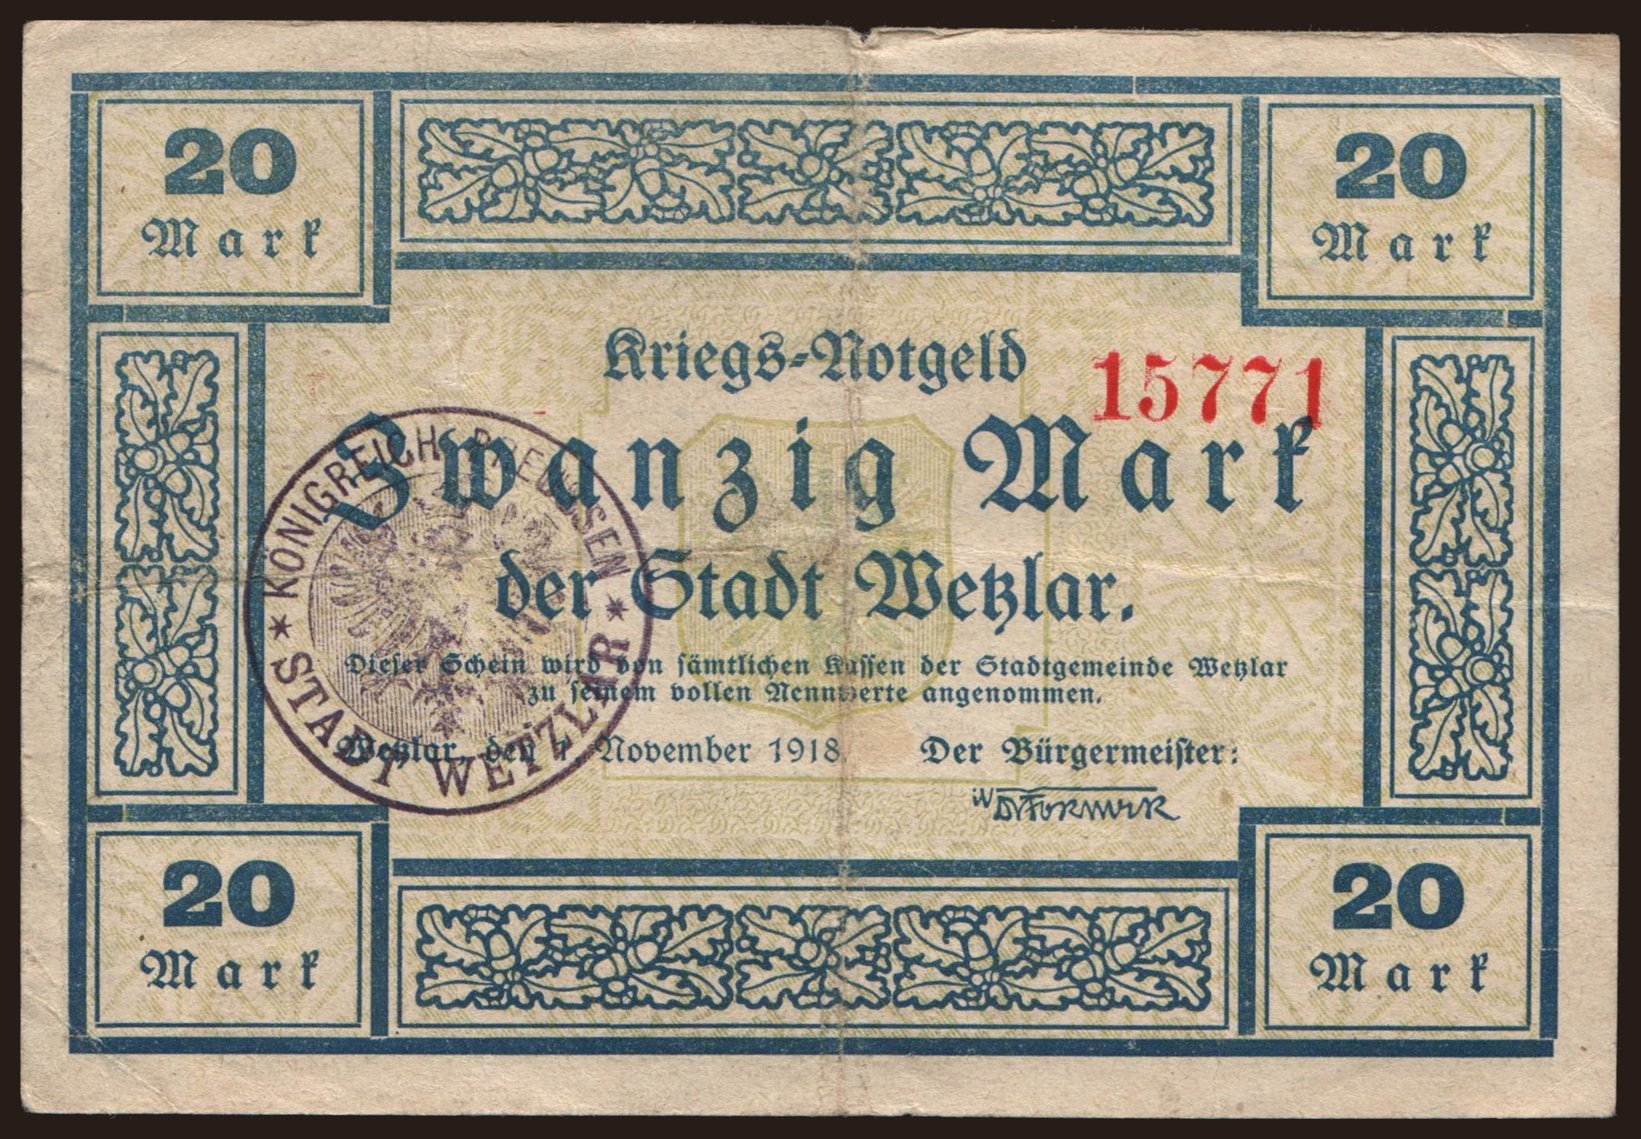 20 20
Mark Mark
Kriegs-Notgeld
15771
Zwanzig Mark
der Stadt Wetzlar.
Dieser Schein wird von sämtlichen Kassen der Stadtgemeinde Wetzlar
zu seinem vollen Nennwerte angenommen.
Wetzlar, den November 1918. Der Bürgermeister:
KÖNIGREICH PREUSSEN
STADT WETZLAR
20 20
Mark Mark